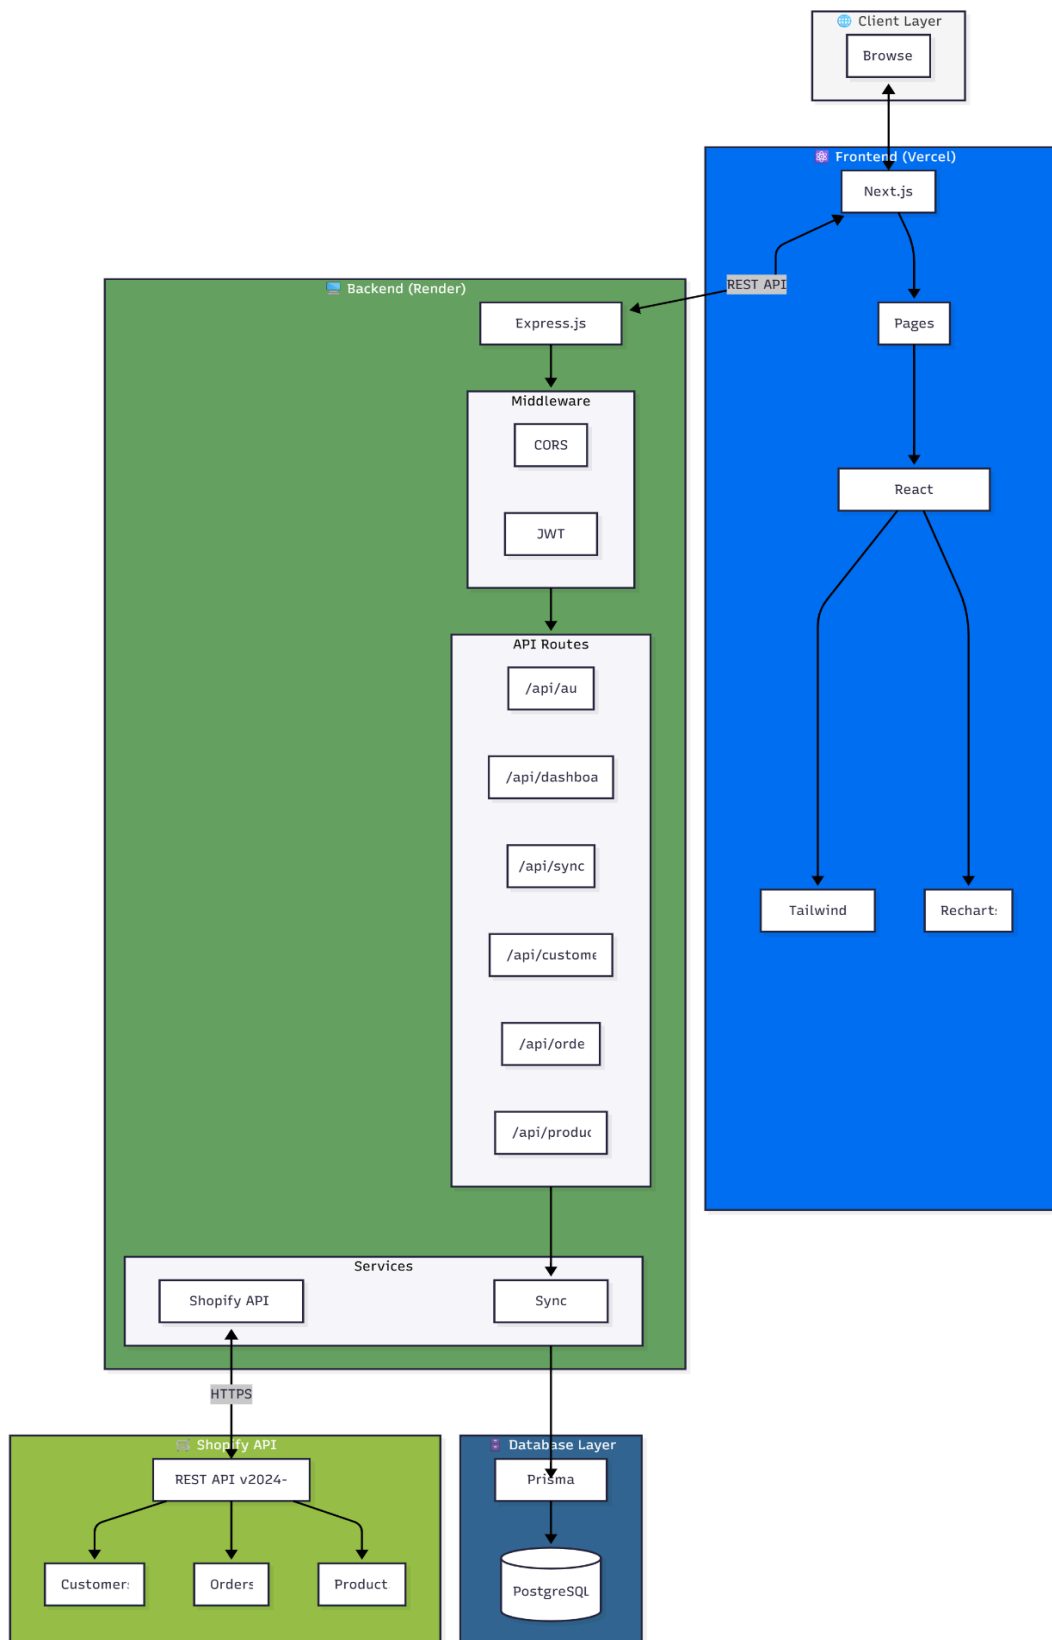 🌐 Client Layer
Browse
⚛️ Frontend (Vercel)
Next.js
REST API
Pages
React
Tailwind
Recharts
🖥️ Backend (Render)
Express.js
Middleware
CORS
JWT
API Routes
/api/au
/api/dashboa
/api/sync
/api/custome
/api/orde
/api/produc
Services
Shopify API
Sync
HTTPS
🛒 Shopify API
REST API v2024-
Customers
Orders
Product
🗄️ Database Layer
Prisma
PostgreSQL